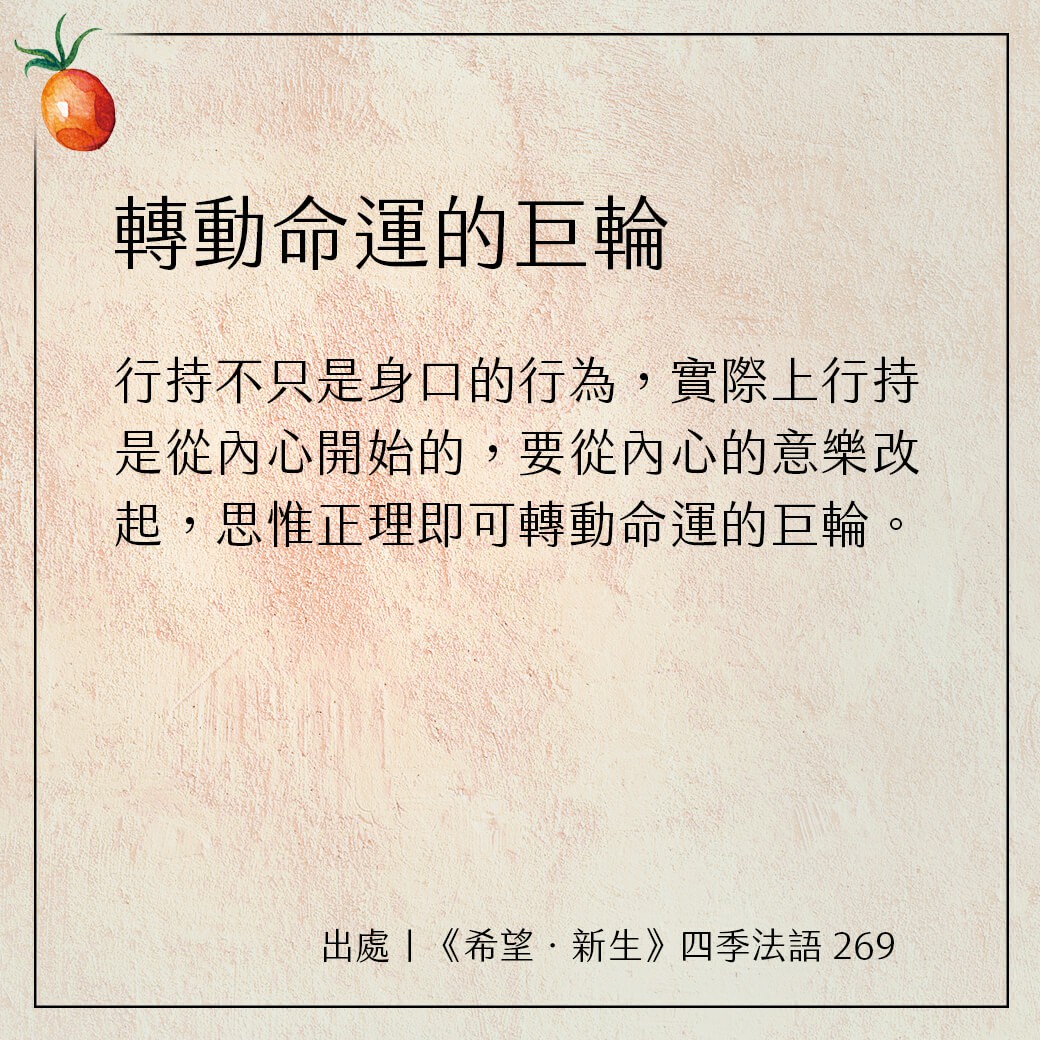 轉動命運的巨輪
行持不只是身口的行為，實際上行持
是從內心開始的，要從內心的意樂改
起，思惟正理即可轉動命運的巨輪。
出處｜《希望．新生》四季法語 269